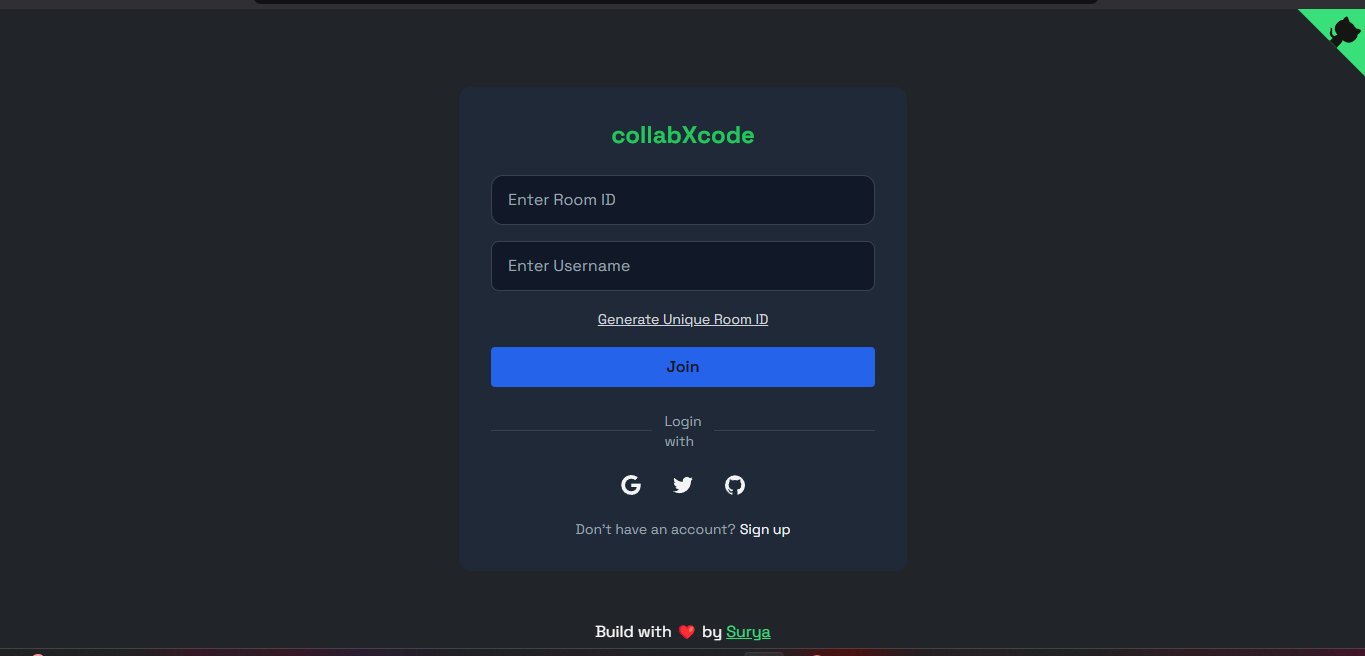 collabXcode
Enter Room ID
Enter Username
Generate Unique Room ID
Join
Login
with
Don't have an account? Sign up
Build with ❤️ by Surya